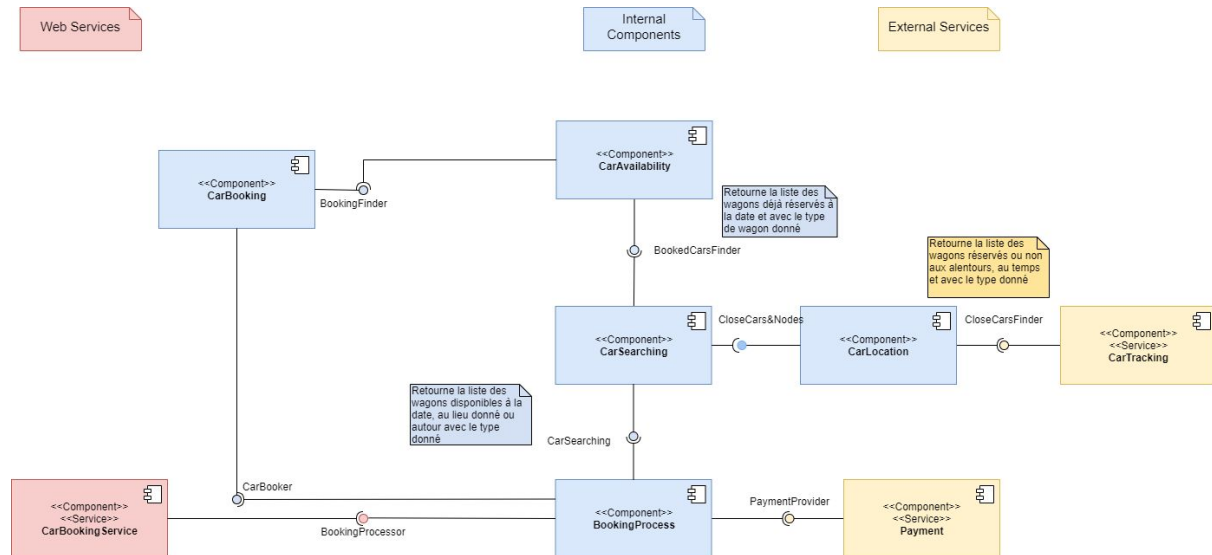 Web Services
Internal
Components
External Services
<<Component>>
CarBooking
BookingFinder
<<Component>>
CarAvailability
Retourne la liste des
wagons déjà réservés à
la date et avec le type
de wagon donné
BookedCarsFinder
Retourne la liste des
wagons réservés ou non
aux alentours, au temps
et avec le type donné
<<Component>>
CarSearching
CloseCars&Nodes
<<Component>>
CarLocation
CloseCarsFinder
<<Component>>
<<Service>>
CarTracking
Retourne la liste des
wagons disponibles à la
date, au lieu donné ou
autour avec le type
donné
CarSearching
CarBooker
<<Component>>
<<Service>>
CarBookingService
BookingProcessor
<<Component>>
BookingProcess
PaymentProvider
<<Component>>
<<Service>>
Payment